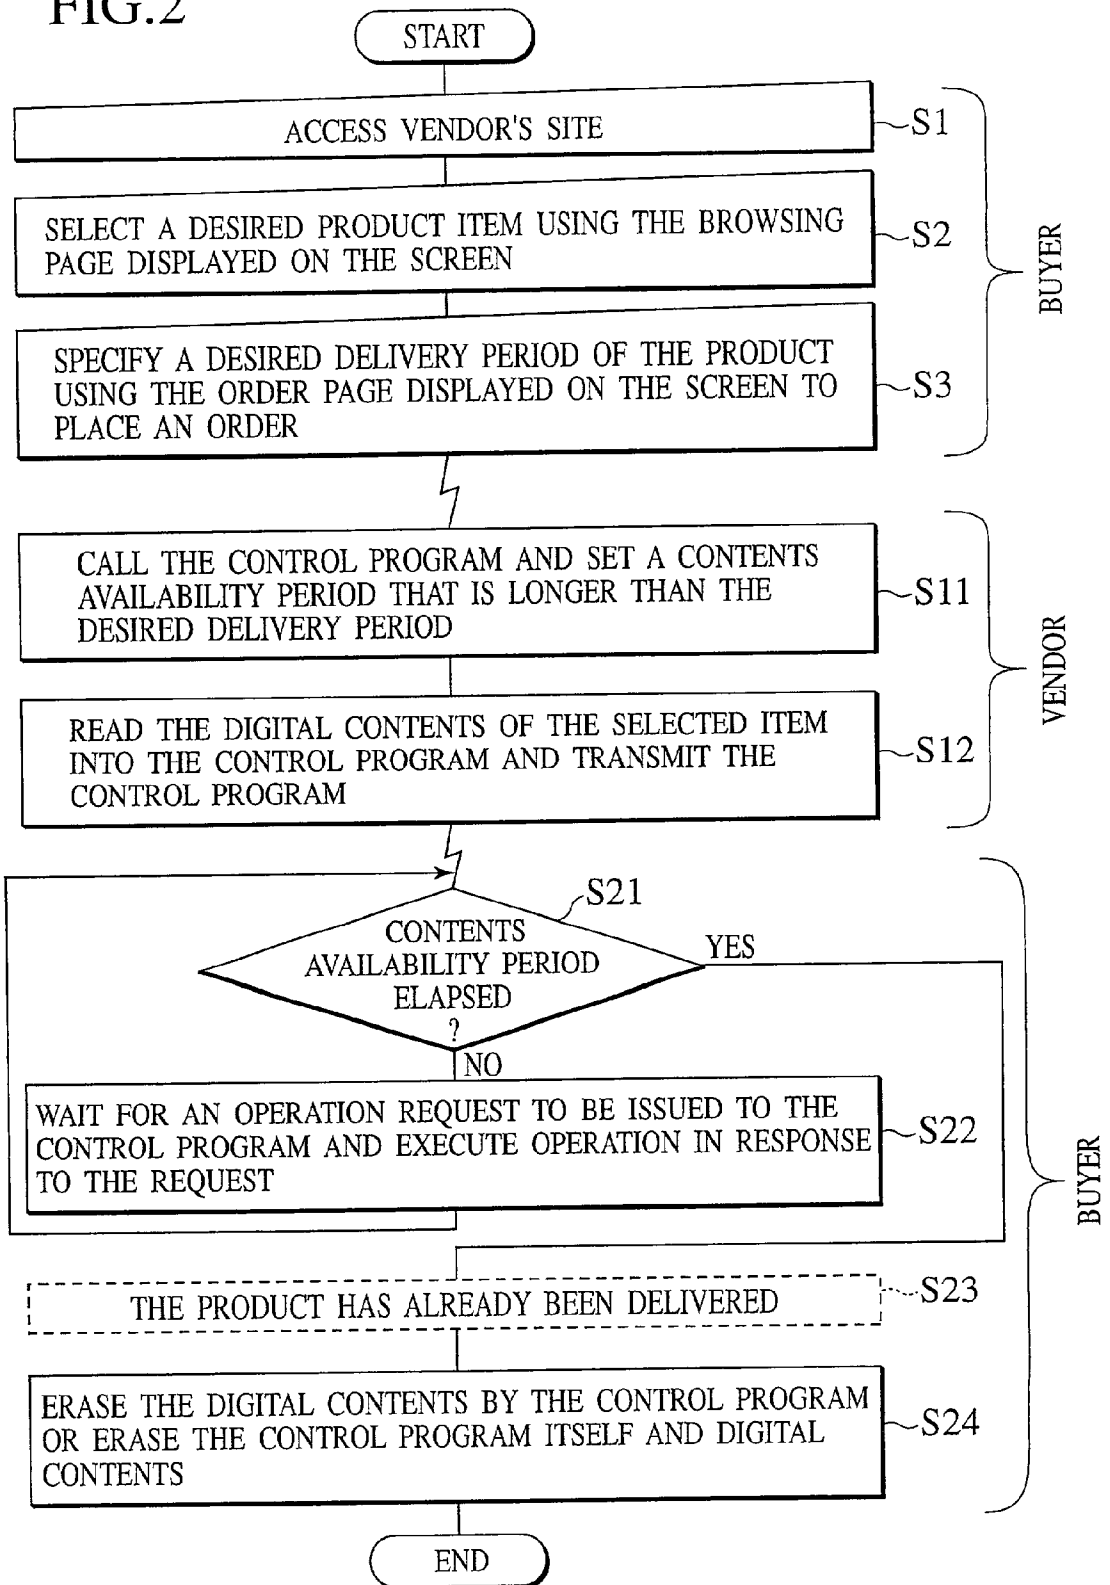 FIG.2
START
ACCESS VENDOR'S SITE
S1
SELECT A DESIRED PRODUCT ITEM USING THE BROWSING
PAGE DISPLAYED ON THE SCREEN
S2
SPECIFY A DESIRED DELIVERY PERIOD OF THE PRODUCT
USING THE ORDER PAGE DISPLAYED ON THE SCREEN TO
PLACE AN ORDER
S3
BUYER
CALL THE CONTROL PROGRAM AND SET A CONTENTS
AVAILABILITY PERIOD THAT IS LONGER THAN THE
DESIRED DELIVERY PERIOD
S11
READ THE DIGITAL CONTENTS OF THE SELECTED ITEM
INTO THE CONTROL PROGRAM AND TRANSMIT THE
CONTROL PROGRAM
S12
VENDOR
S21
CONTENTS
AVAILABILITY PERIOD
ELAPSED
?
YES
NO
WAIT FOR AN OPERATION REQUEST TO BE ISSUED TO THE
CONTROL PROGRAM AND EXECUTE OPERATION IN RESPONSE
TO THE REQUEST
S22
THE PRODUCT HAS ALREADY BEEN DELIVERED
S23
ERASE THE DIGITAL CONTENTS BY THE CONTROL PROGRAM
OR ERASE THE CONTROL PROGRAM ITSELF AND DIGITAL
CONTENTS
S24
BUYER
END